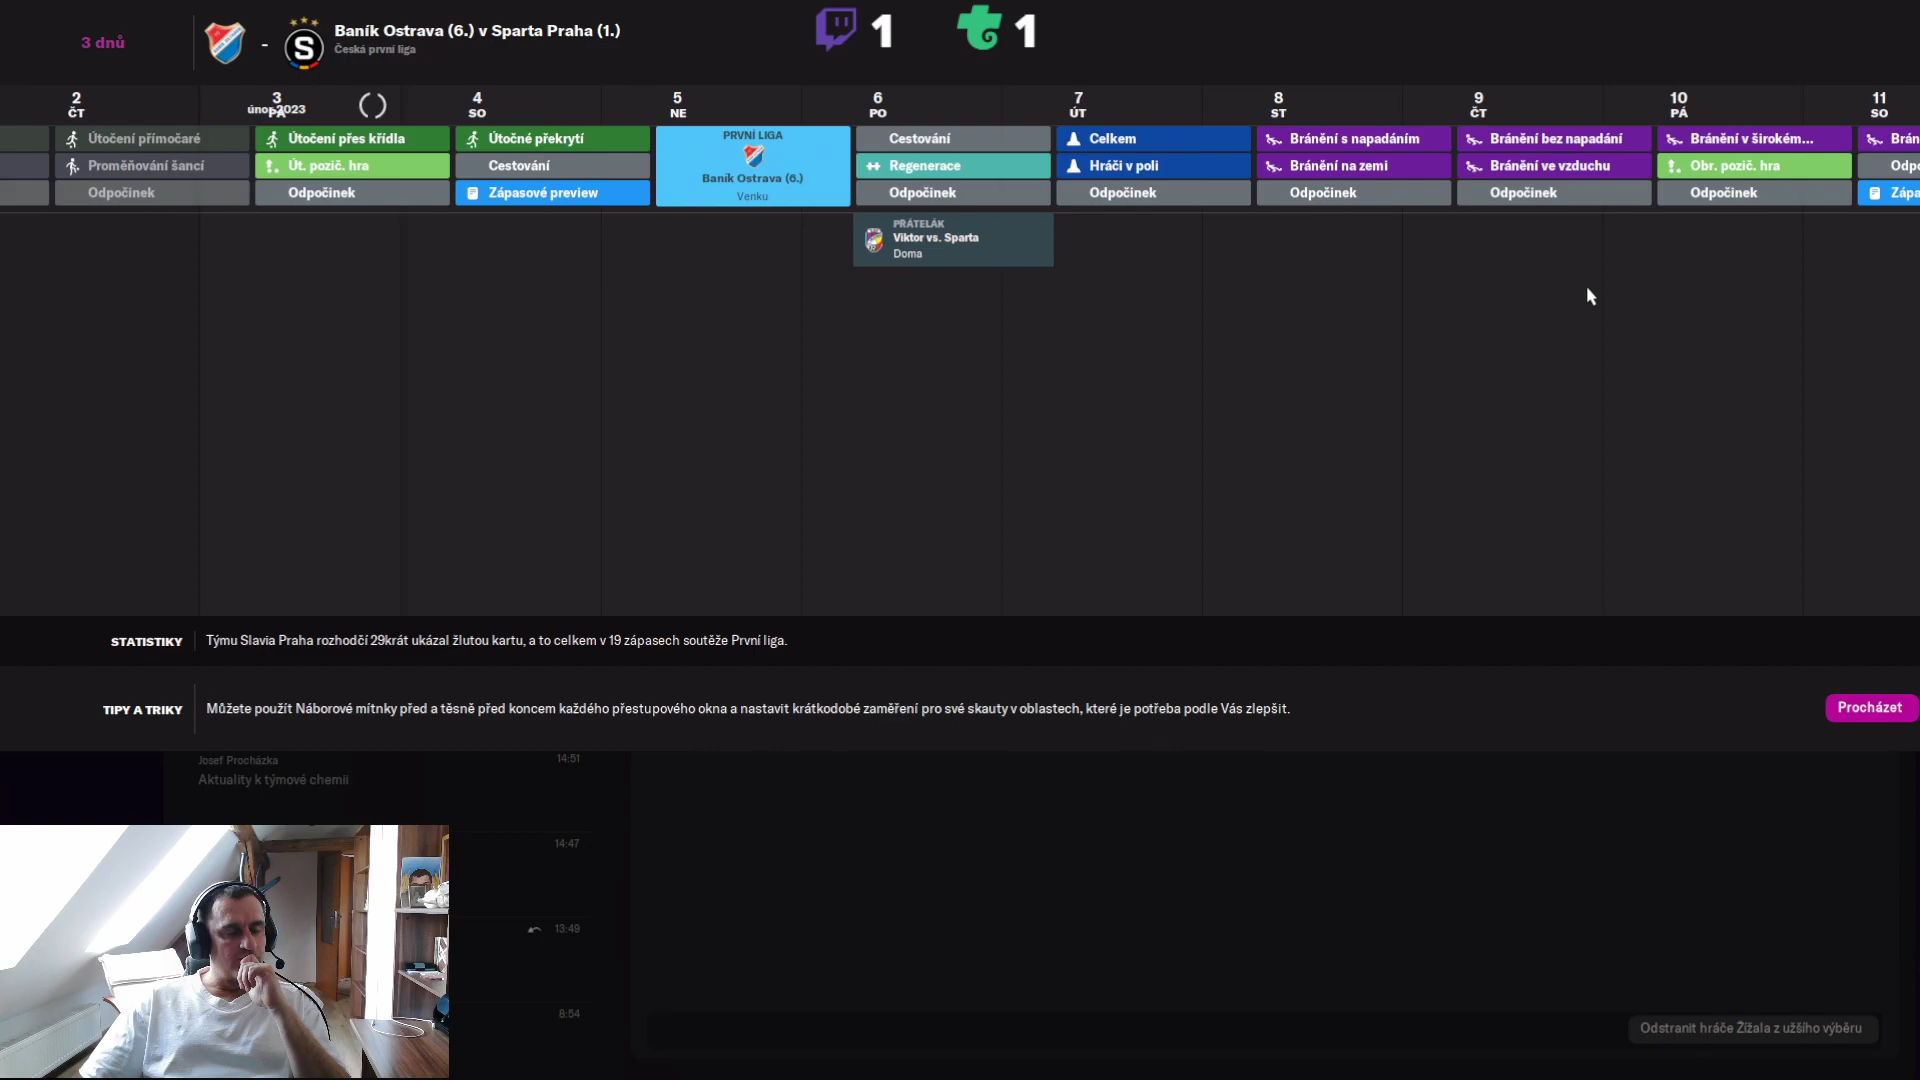 3 dnů
S
Baník Ostrava (6.) v Sparta Praha (1.)
Česká první liga
1
1
únor 2023
2
ČT
3
PÁ
4
SO
5
NE
6
PO
7
ÚT
8
ST
9
ČT
10
PÁ
11
SO
Útočení přímočaré
Útočení přes křídla
Útočné překrytí
PRVNÍ LIGA
Cestování
Celkem
Bránění s napadáním
Bránění bez napadání
Bránění v širokém...
Brán
Proměňování šancí
Út. pozič. hra
Cestování
Baník Ostrava (6.)
Regenerace
Hráči v poli
Bránění na zemi
Bránění ve vzduchu
Obr. pozič. hra
Odpo
Odpočinek
Odpočinek
Zápasové preview
Venku
Odpočinek
Odpočinek
Odpočinek
Odpočinek
Odpočinek
Zápa
PŘÁTELÁK
Viktor vs. Sparta
Doma
STATISTIKY
Týmu Slavia Praha rozhodčí 29krát ukázal žlutou kartu, a to celkem v 19 zápasech soutěže První liga.
TIPY A TRIKY
Můžete použít Náborové mítnky před a těsně před koncem každého přestupového okna a nastavit krátkodobé zaměření pro své skauty v oblastech, které je potřeba podle Vás zlepšit.
Procházet
Josef Procházka
14:51
Aktuality k týmové chemii
14:47
13:49
8:54
Odstranit hráče Žížala z užšího výběru